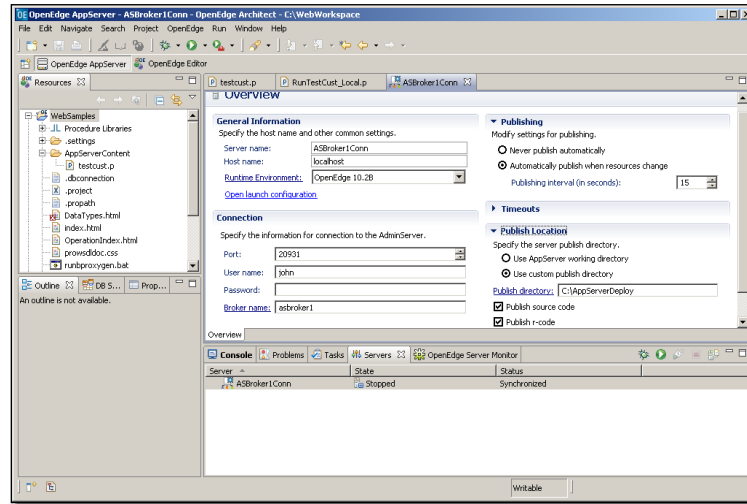 OpenEdge AppServer - ASBroker1Conn - OpenEdge Architect - C:\WebWorkspace
File Edit Navigate Search Project OpenEdge Run Window Help
OpenEdge AppServer OpenEdge Editor
Resources
WebSamples
Procedure Libraries
.settings
AppServerContent
testcust.p
.dbconnection
.project
.propath
DataTypes.html
index.html
OperationIndex.html
prowsdldoc.css
runbproxygen.bat
Outline DB S... Prop...
An outline is not available.
testcust.p RunTestCust_Local.p ASBroker1Conn
Overview
General Information
Specify the host name and other common settings.
Server name: ASBroker1Conn
Host name: localhost
Runtime Environment: OpenEdge 10.2B
Open launch configuration
Connection
Specify the information for connection to the AdminServer.
Port: 20931
User name: john
Password:
Broker name: asbroker1
Publishing
Modify settings for publishing.
Never publish automatically
Automatically publish when resources change
Publishing interval (in seconds): 15
Timeouts
Publish Location
Specify the server publish directory.
Use AppServer working directory
Use custom publish directory
Publish directory: C:\AppServerDeploy
Publish source code
Publish r-code
Overview
Console Problems Tasks Servers OpenEdge Server Monitor
Server State Status
ASBroker1Conn Stopped Synchronized
Writable